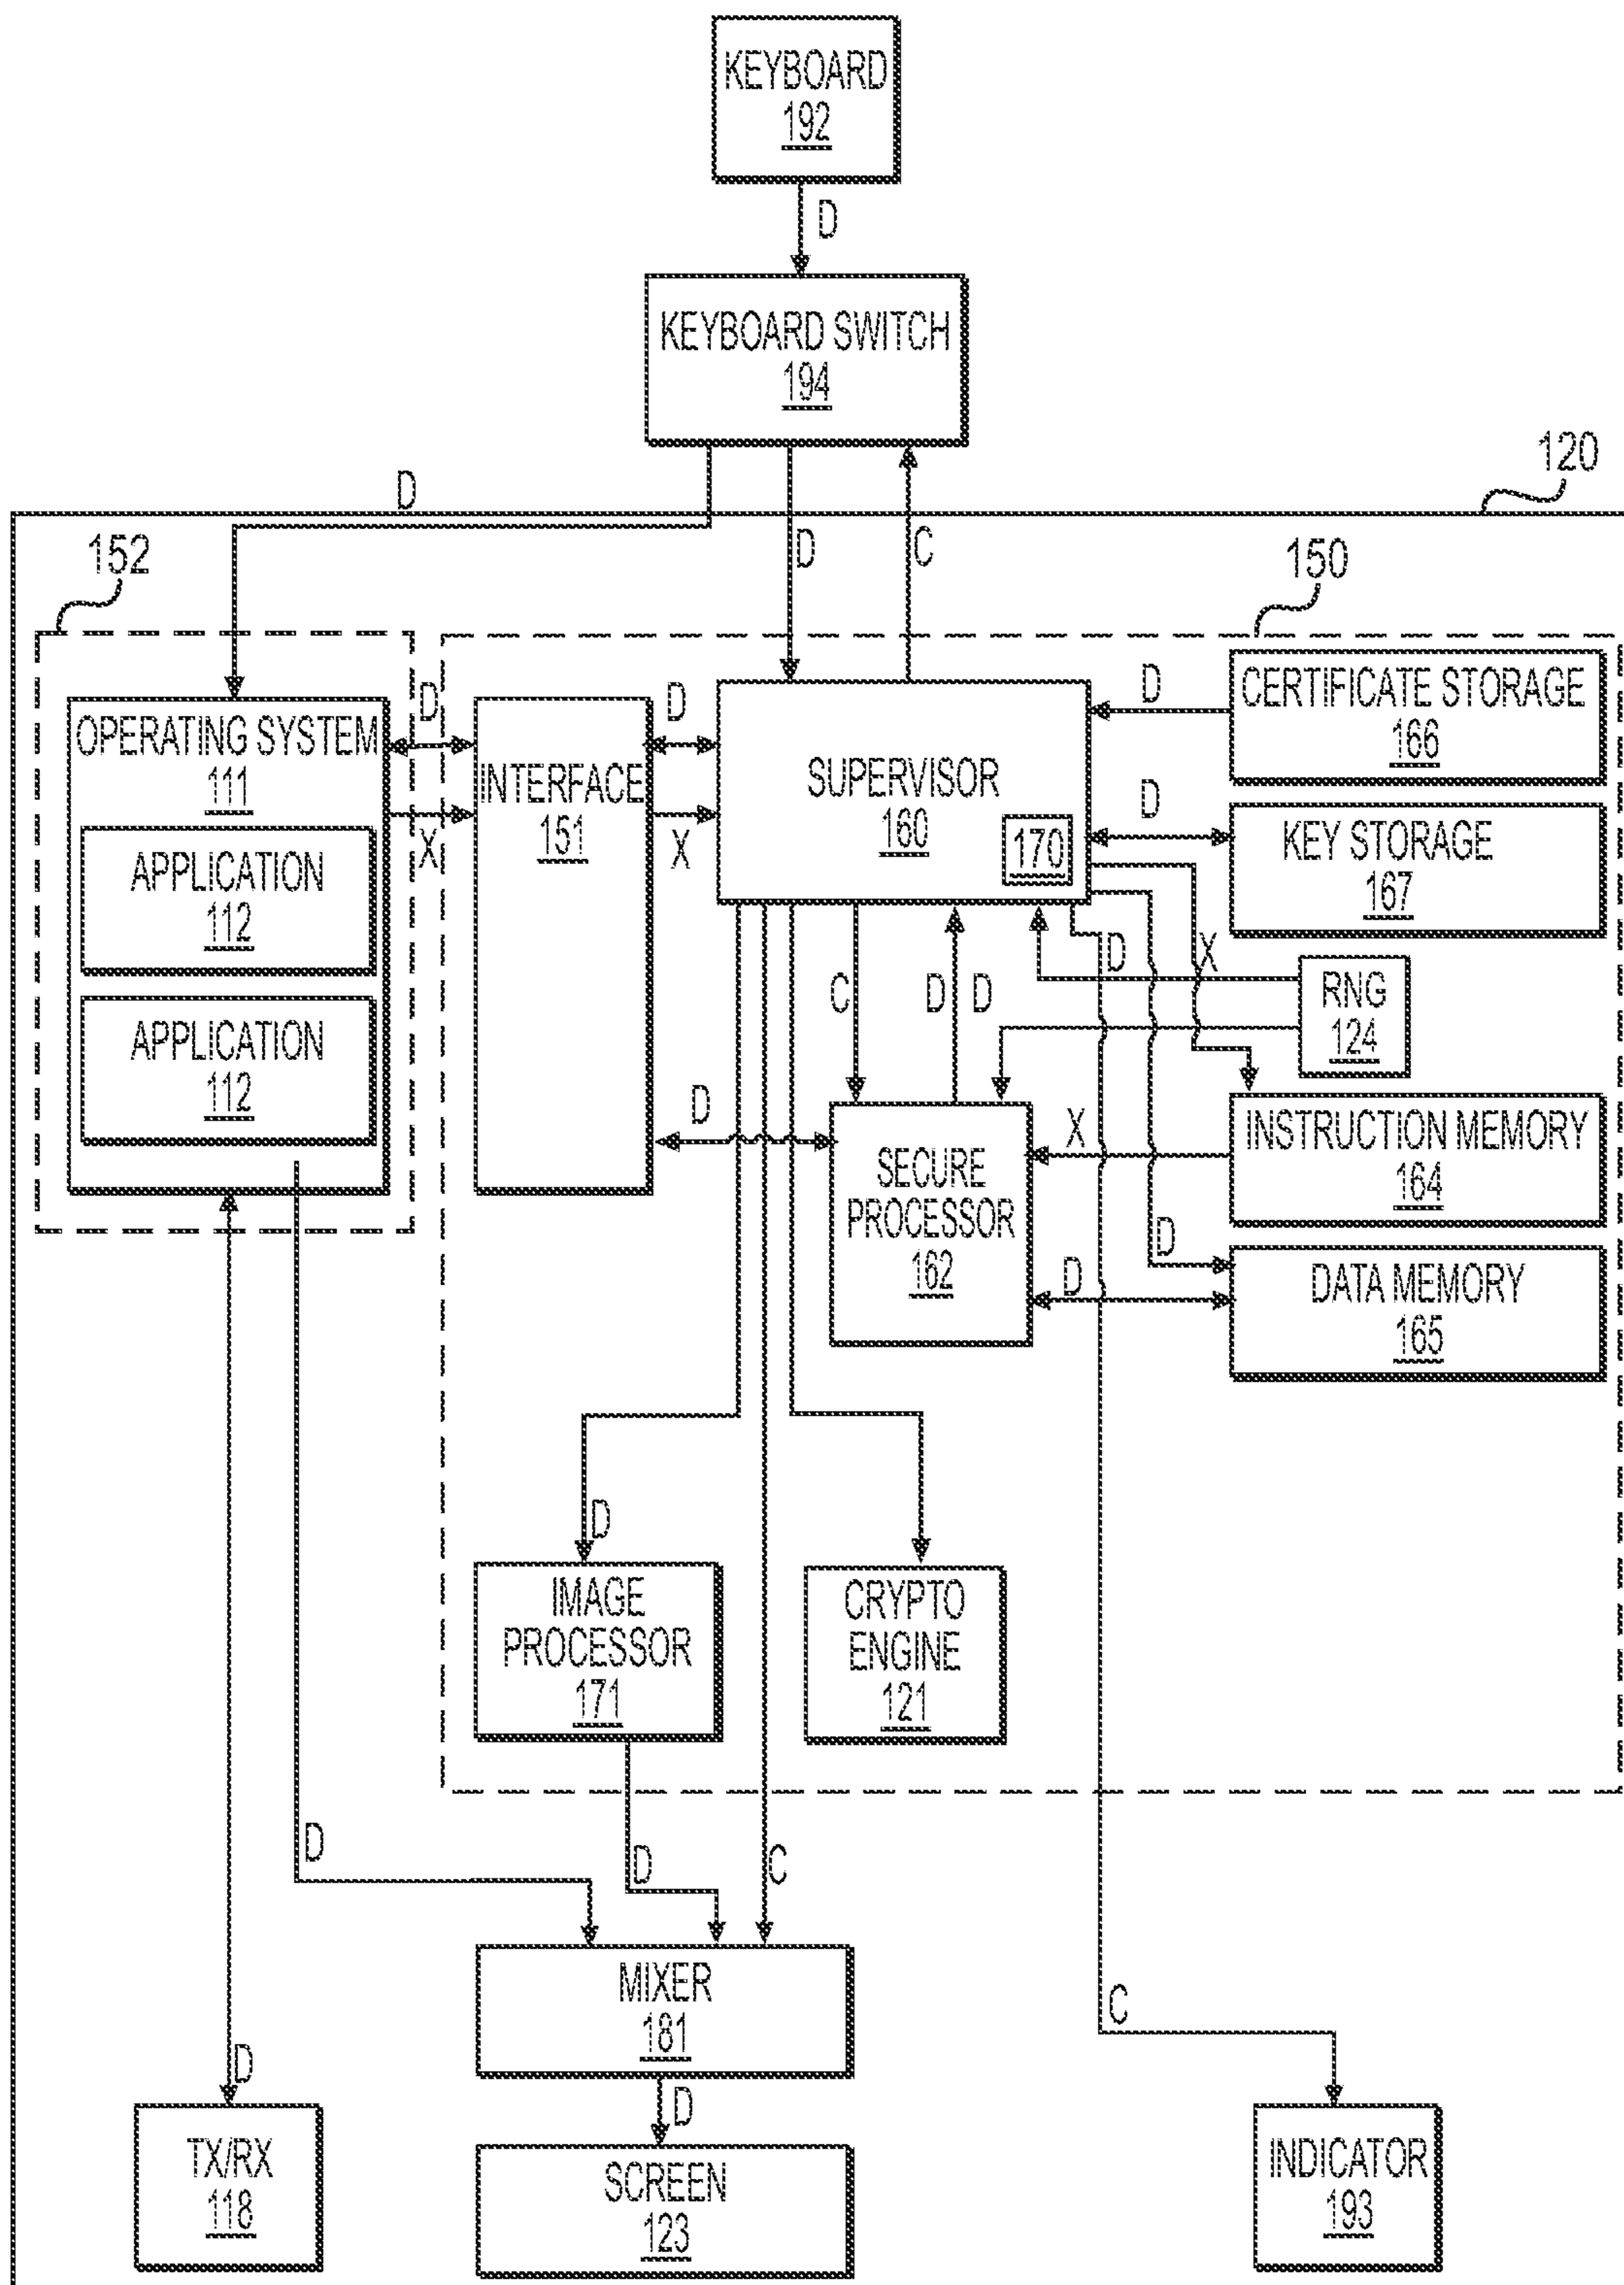 KEYBOARD
192
D
KEYBOARD SWITCH
194
D
D
C
120
152
150
OPERATING SYSTEM
111
APPLICATION
112
APPLICATION
112
D
X
INTERFACE
151
D
X
SUPERVISOR
160
170
D
CERTIFICATE STORAGE
166
D
KEY STORAGE
167
C
D
D
D
X
RNG
124
D
SECURE
PROCESSOR
162
X
INSTRUCTION MEMORY
164
D
D
DATA MEMORY
165
D
IMAGE
PROCESSOR
171
CRYPTO
ENGINE
121
D
D
C
MIXER
181
C
D
D
TX/RX
118
SCREEN
123
INDICATOR
193